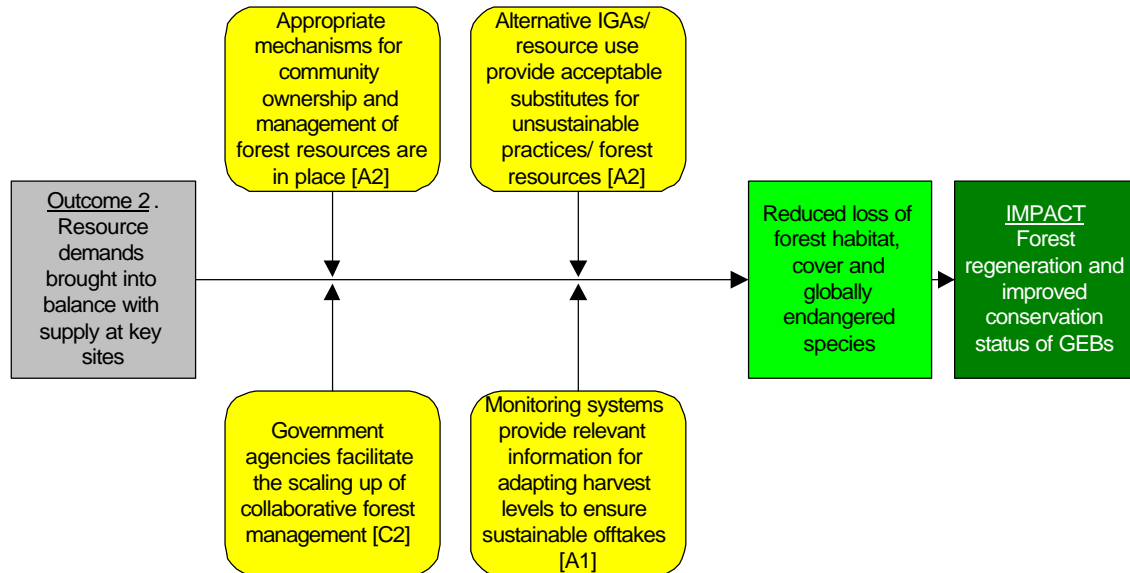 Appropriate
mechanisms for
community
ownership and
management of
forest resources are
in place [A2]
Alternative IGAs/
resource use
provide acceptable
substitutes for
unsustainable
practices/ forest
resources [A2]
Outcome 2 .
Resource
demands
brought into
balance with
supply at key
sites
Reduced loss of
forest habitat,
cover and
globally
endangered
species
IMPACT
Forest
regeneration and
improved
conservation
status of GEBs
Government
agencies facilitate
the scaling up of
collaborative forest
management [C2]
Monitoring systems
provide relevant
information for
adapting harvest
levels to ensure
sustainable offtakes
[A1]